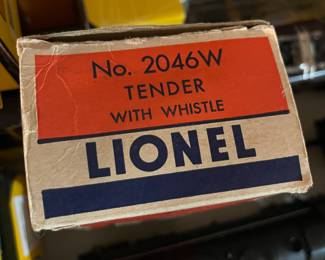 No. 2046W
TENDER
WITH WHISTLE
LIONEL